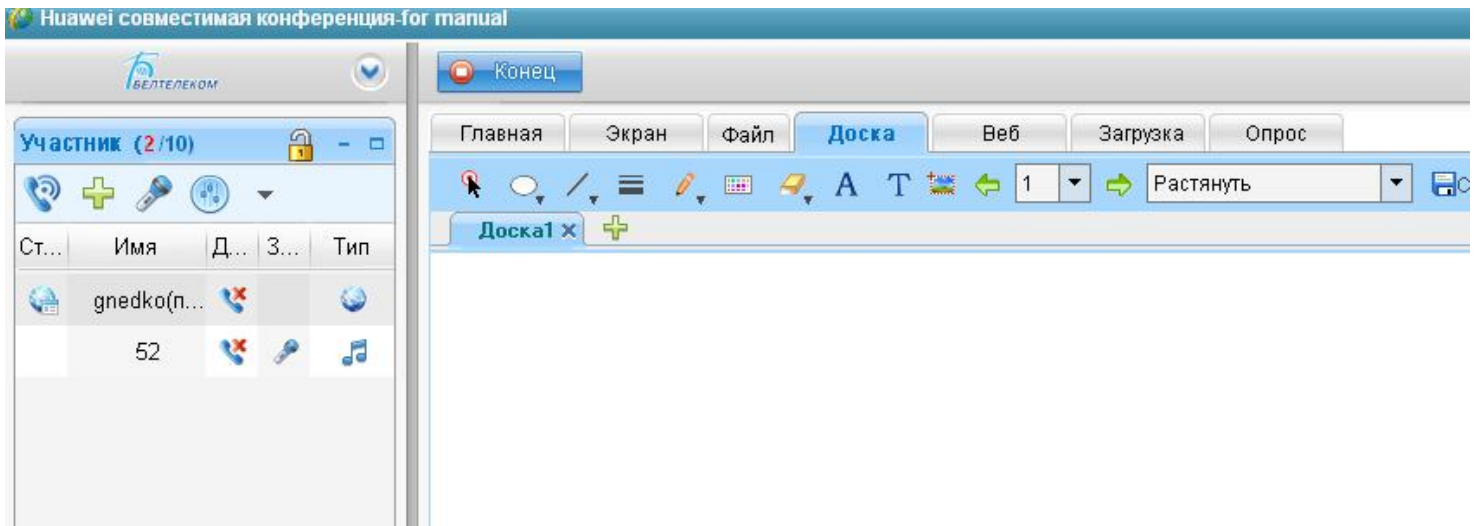 Huawei совместимая конференция-for manual
БЕЛТЕЛЕКОМ
Конец
Участник (2/10)
Главная Экран Файл Доска Веб Загрузка Опрос
A T 1 Растянуть С
Доска1
Ст... Имя Д... З... Тип
gnedko(п...
52